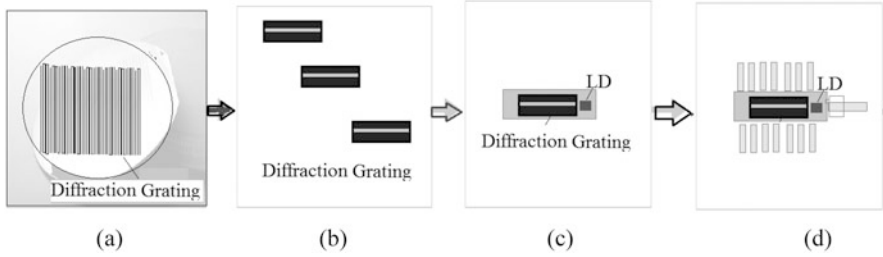 Diffraction Grating
Diffraction Grating
LD
Diffraction Grating
LD
(a)
(b)
(c)
(d)